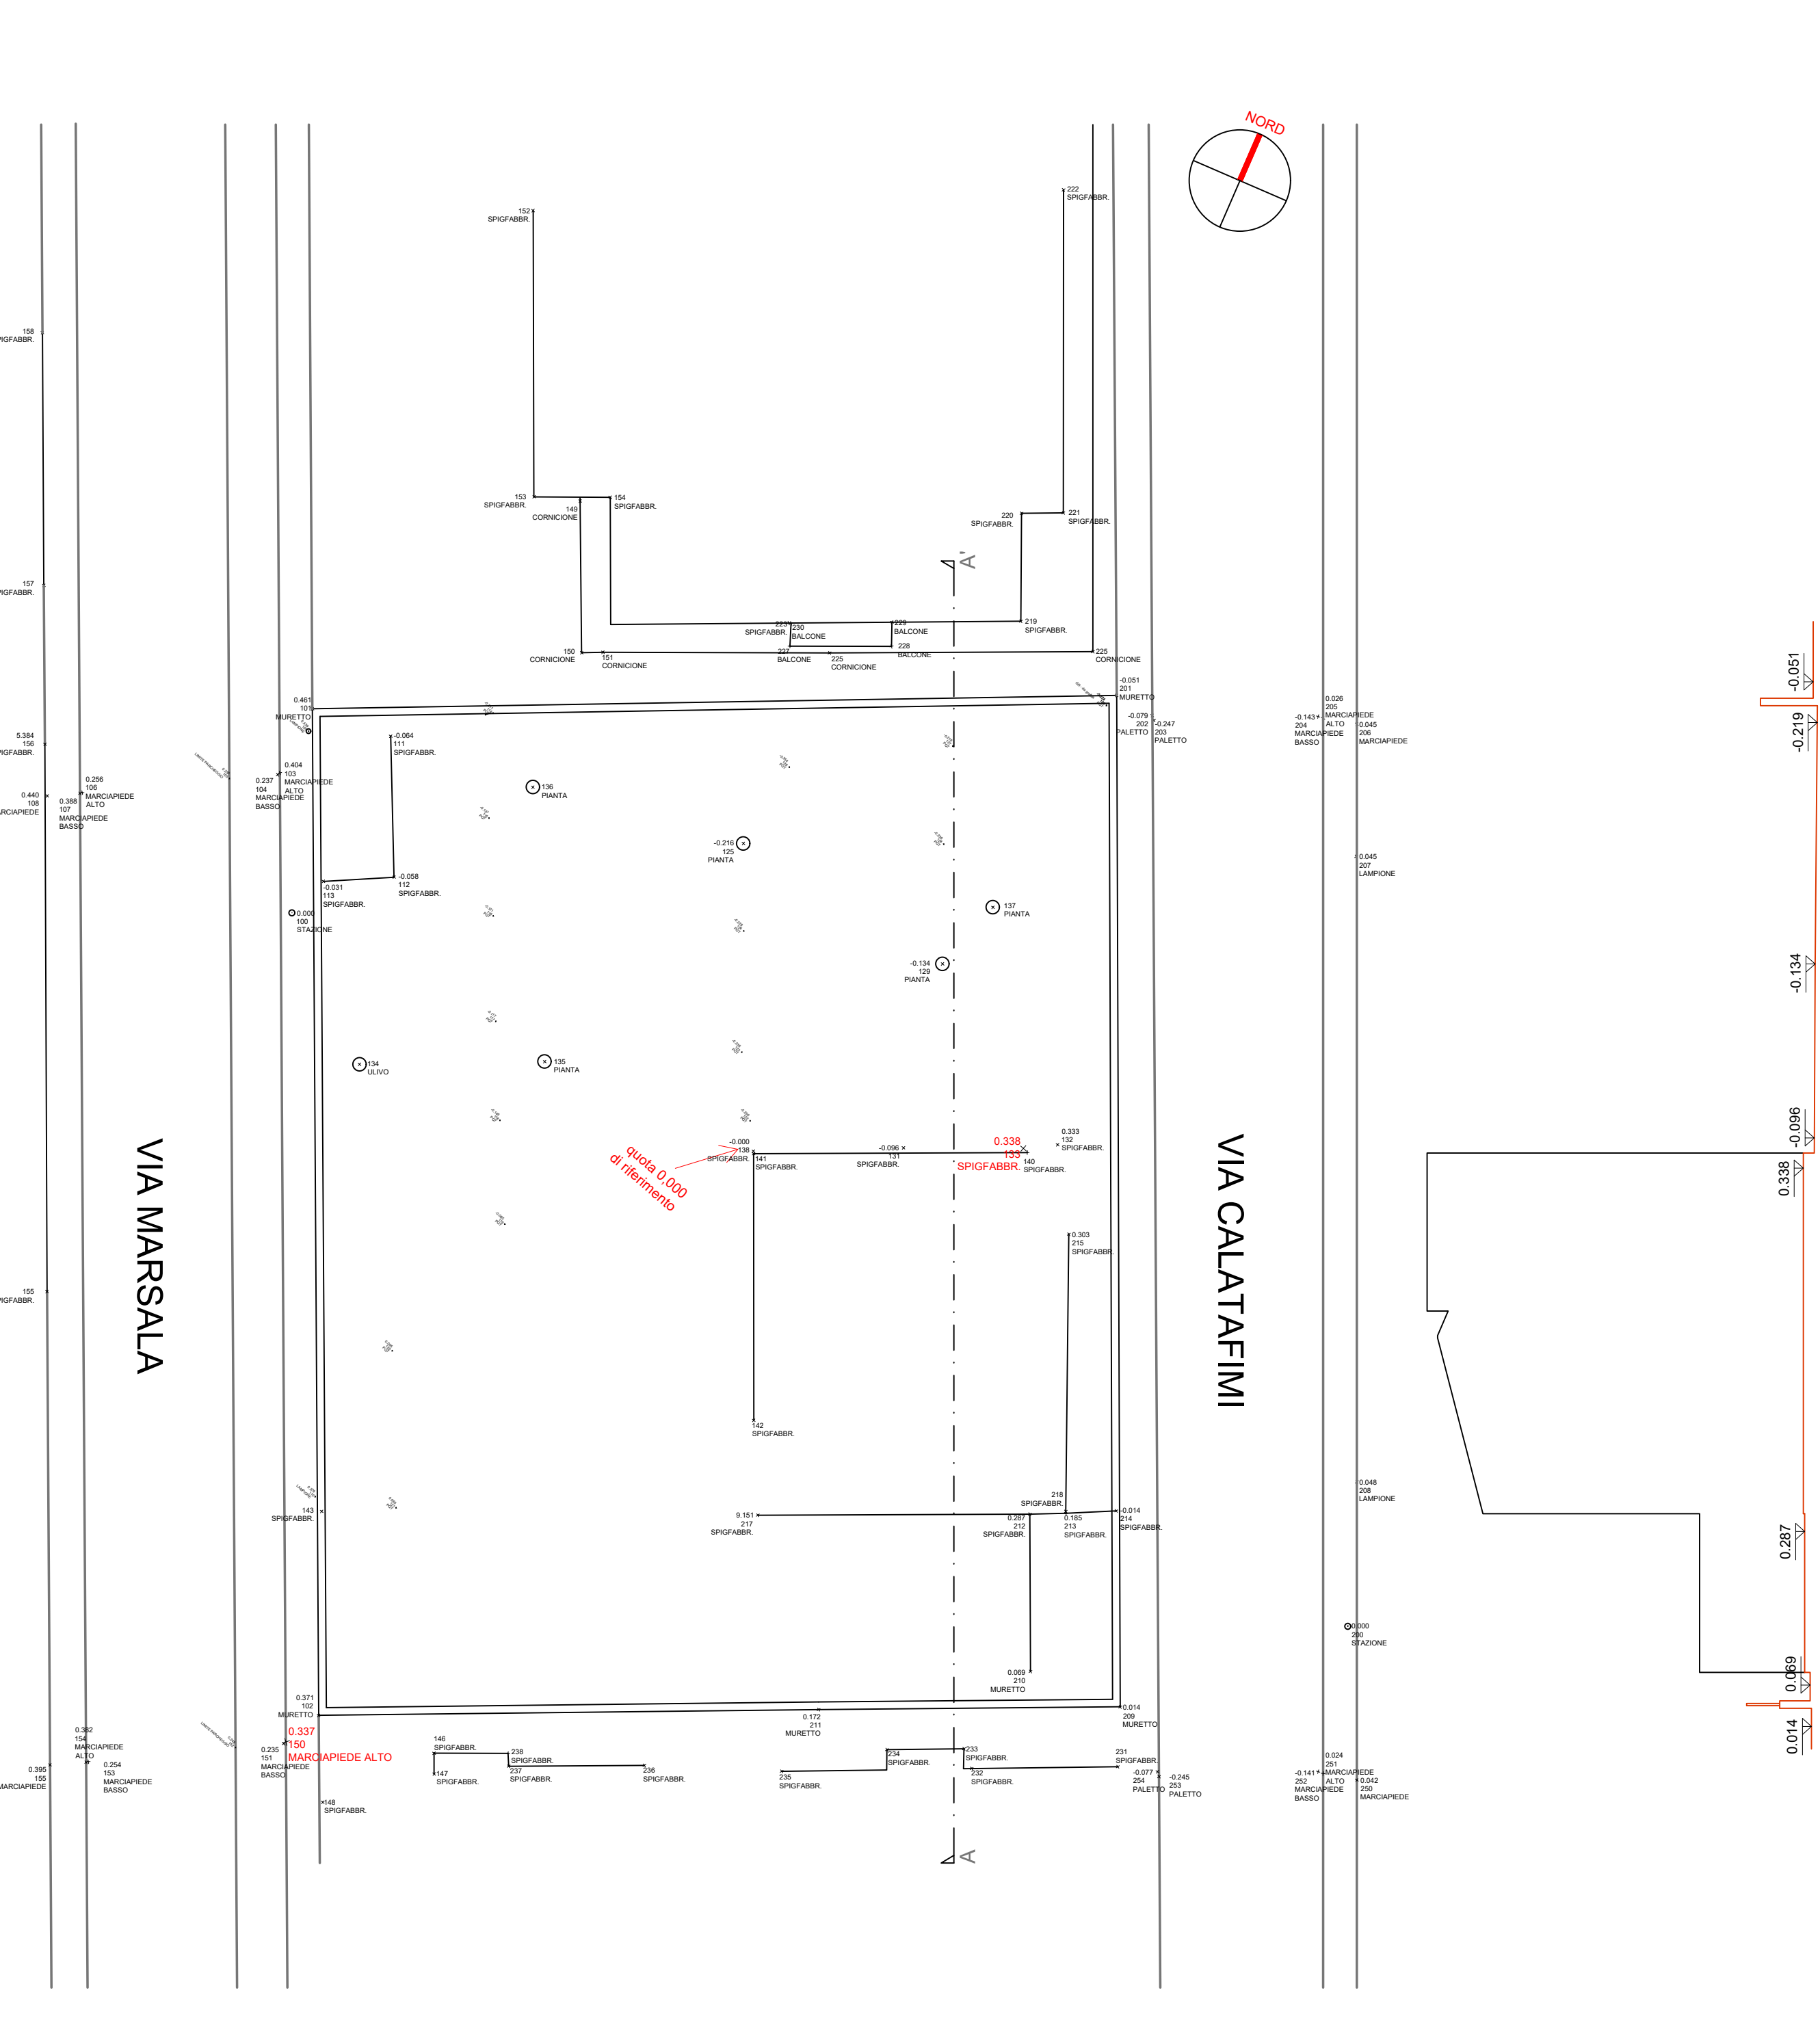 NORD
222
SPIGFABBR.
152
SPIGFABBR.
158
PIGFABBR.
153
SPIGFABBR.
154
SPIGFABBR.
149
CORNICIONE
220
SPIGFABBR.
221
SPIGFABBR.
A'
157
PIGFABBR.
223
SPIGFABBR.
230
BALCONE
229
BALCONE
219
SPIGFABBR.
150
CORNICIONE
151
CORNICIONE
227
BALCONE
225
CORNICIONE
228
BALCONE
225
CORNICIONE
-0.051
-0.051
201
MURETTO
0.461
101
MURETTO
-0.079
202
PALETTO
-0.247
203
PALETTO
0.026
205
MARCIAPIEDE
ALTO
-0.143
204
MARCIAPIEDE
BASSO
0.045
206
MARCIAPIEDE
-0.219
5.384
156
PIGFABBR.
-0.064
111
SPIGFABBR.
0.404
103
MARCIAPIEDE
ALTO
0.237
104
MARCIAPIEDE
BASSO
0.256
106
MARCIAPIEDE
ALTO
0.440
108
ARCIAPIEDE
0.388
107
MARCIAPIEDE
BASSO
136
PIANTA
-0.216
125
PIANTA
0.045
207
LAMPIONE
-0.031
113
SPIGFABBR.
-0.058
112
SPIGFABBR.
0.000
100
STAZIONE
137
PIANTA
-0.134
129
PIANTA
-0.134
134
ULIVO
135
PIANTA
VIA MARSALA
VIA CALATAFIMI
quota 0,000
di riferimento
-0.000
138
SPIGFABBR.
141
SPIGFABBR.
-0.096
131
SPIGFABBR.
0.338
133
SPIGFABBR.
0.333
132
SPIGFABBR.
140
SPIGFABBR.
-0.096
0.338
0.303
215
SPIGFABBR.
155
PIGFABBR.
142
SPIGFABBR.
143
SPIGFABBR.
9.151
217
SPIGFABBR.
218
SPIGFABBR.
0.287
212
SPIGFABBR.
0.185
213
SPIGFABBR.
-0.014
214
SPIGFABBR.
0.048
208
LAMPIONE
0.287
0.000
200
STAZIONE
0.069
210
MURETTO
0.069
0.371
102
MURETTO
0.172
211
MURETTO
0.014
209
MURETTO
0.014
0.337
150
MARCIAPIEDE ALTO
0.235
151
MARCIAPIEDE
BASSO
0.382
154
MARCIAPIEDE
ALTO
0.254
153
MARCIAPIEDE
BASSO
0.395
155
MARCIAPIEDE
146
SPIGFABBR.
147
SPIGFABBR.
238
SPIGFABBR.
237
SPIGFABBR.
236
SPIGFABBR.
235
SPIGFABBR.
234
SPIGFABBR.
233
SPIGFABBR.
232
SPIGFABBR.
231
SPIGFABBR.
-0.077
254
PALETTO
-0.245
253
PALETTO
0.024
251
MARCIAPIEDE
ALTO
-0.141
252
MARCIAPIEDE
BASSO
0.042
250
MARCIAPIEDE
148
SPIGFABBR.
A